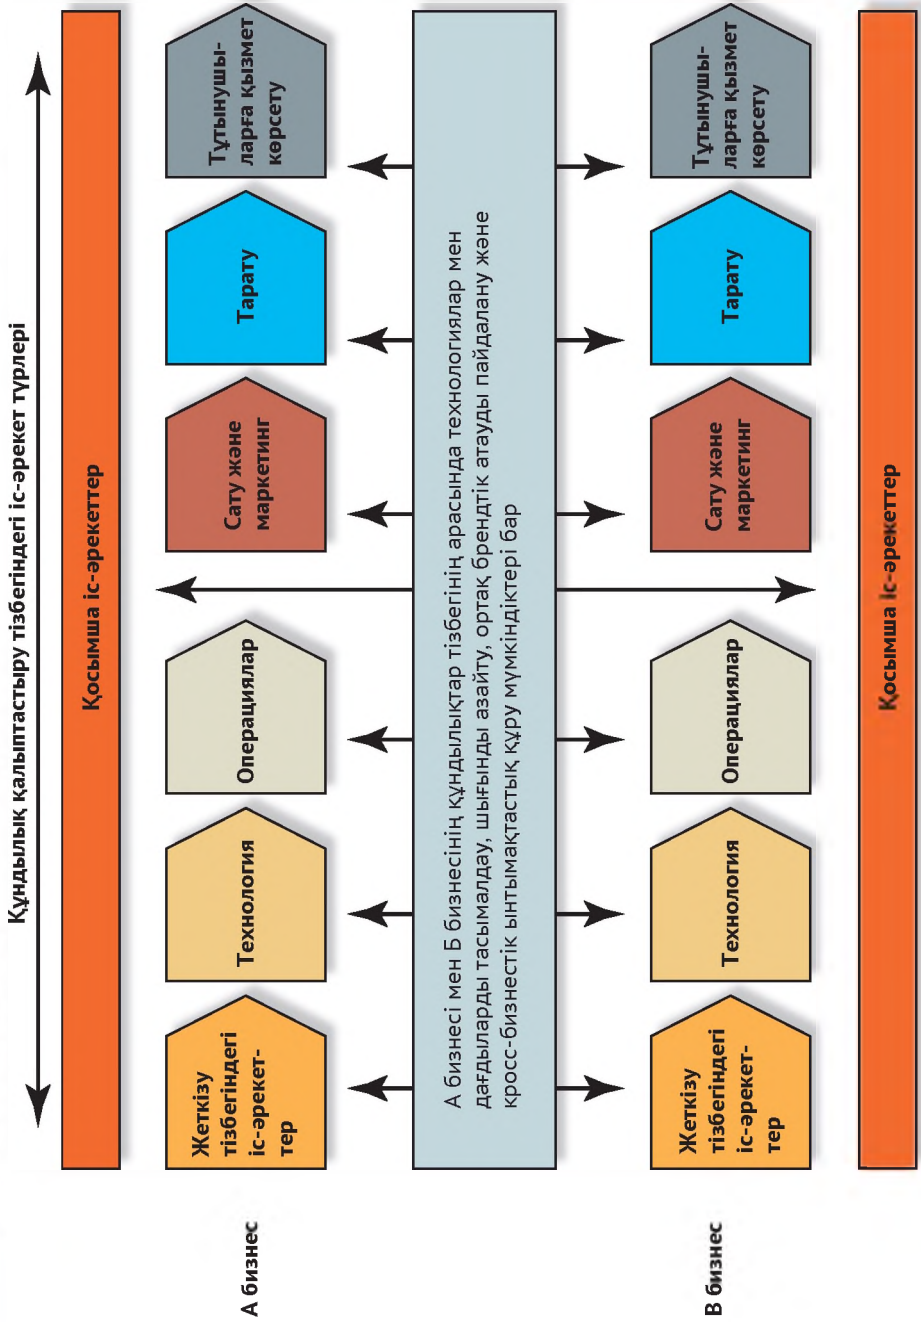 Құндылық қалыптастыру тізбегіндегі іс-әрекет түрлері
Қосымша іс-әрекеттер
А бизнес
Жеткізу
тізбегіндегі
іс-әрекет-
тер
Технология
Операциялар
Сату және
маркетинг
Тарату
Тұтынушы-
ларға қызмет
көрсету
А бизнесі мен Б бизнесінің құндылықтар тізбегінің арасында технологиялар мен
дағдыларды тасымалдау, шығынды азайту, ортақ брендтік атауды пайдалану және
кросс-бизнестік ынтымақтастық құру мүмкіндіктері бар
В бизнес
Жеткізу
тізбегіндегі
іс-әрекет-
тер
Технология
Операциялар
Сату және
маркетинг
Тарату
Тұтынушы-
ларға қызмет
көрсету
Қосымша іс-әрекеттер